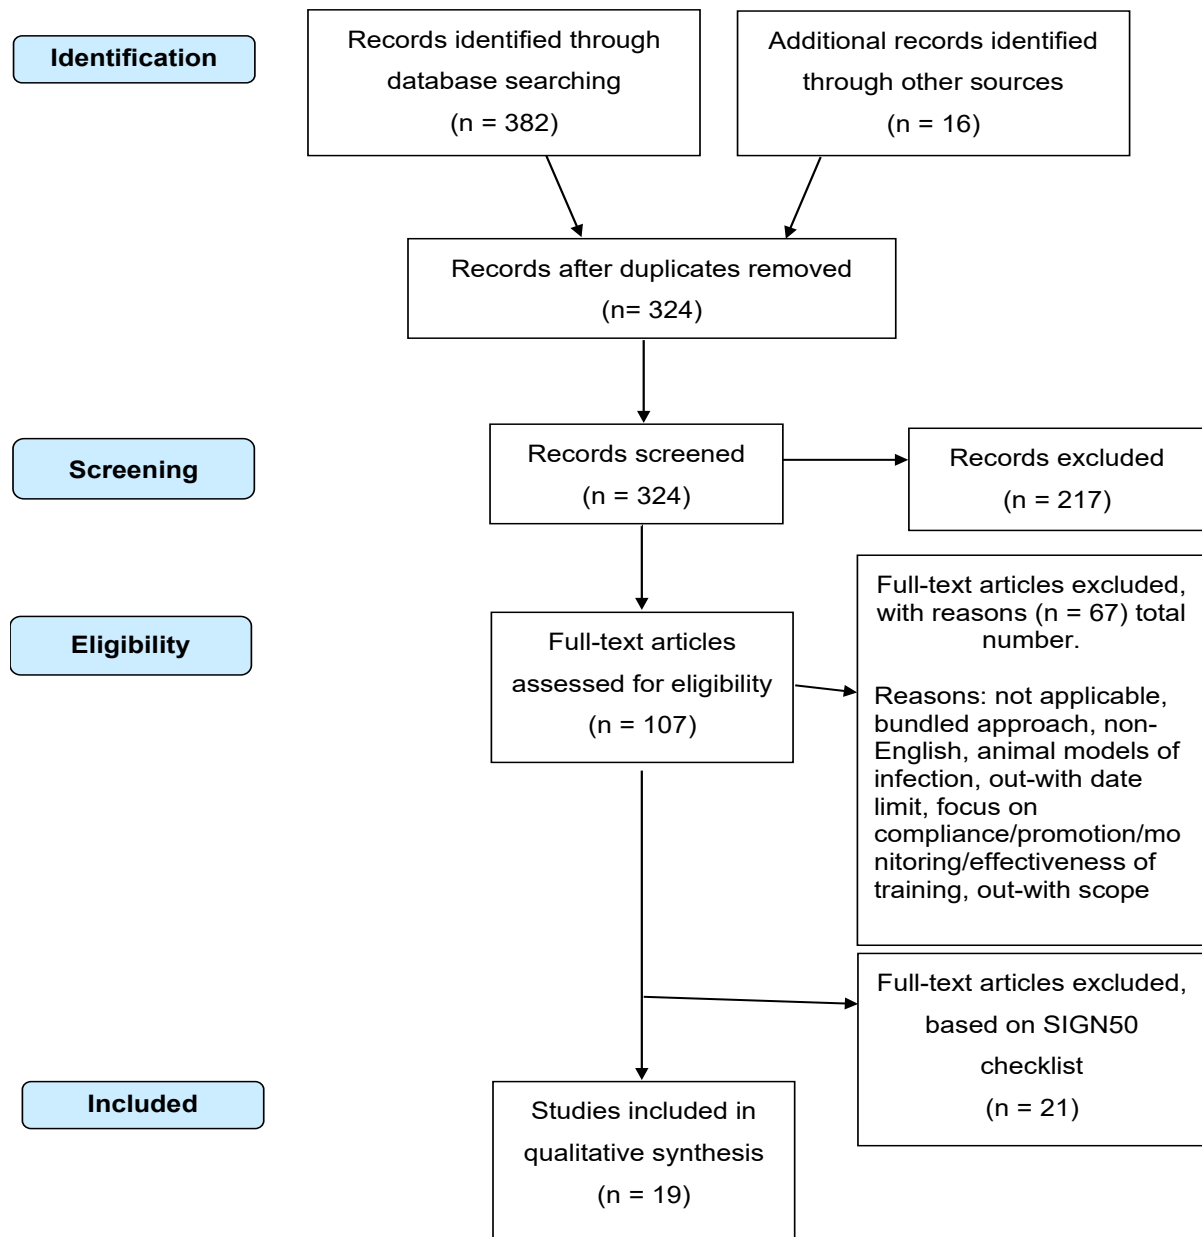 Identification
Records identified through
database searching
(n = 382)
Additional records identified
through other sources
(n = 16)
Records after duplicates removed
(n= 324)
Screening
Records screened
(n = 324)
Records excluded
(n = 217)
Eligibility
Full-text articles
assessed for eligibility
(n = 107)
Full-text articles excluded,
with reasons (n = 67) total
number.
Reasons: not applicable,
bundled approach, non-
English, animal models of
infection, out-with date
limit, focus on
compliance/promotion/mo
nitoring/effectiveness of
training, out-with scope
Full-text articles excluded,
based on SIGN50
checklist
(n = 21)
Included
Studies included in
qualitative synthesis
(n = 19)